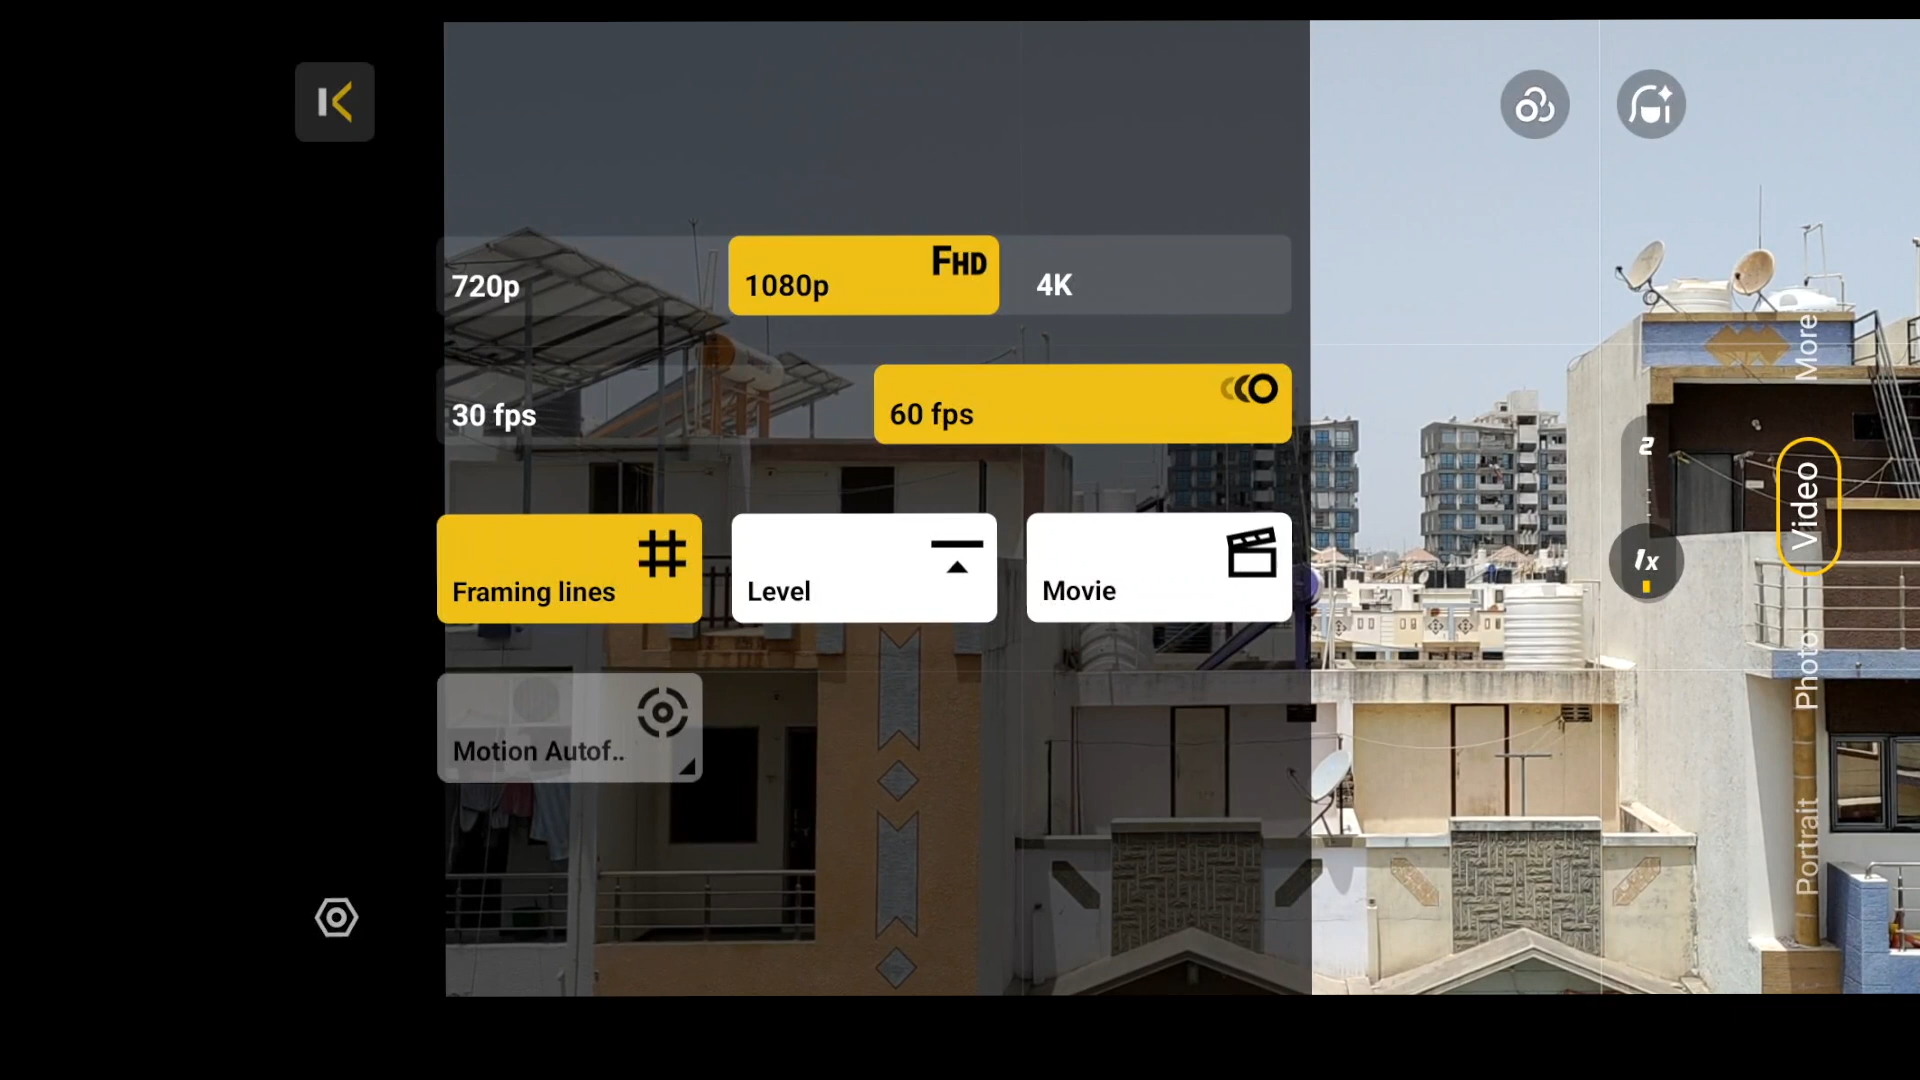 720p
1080p
FHD
4K
30 fps
60 fps
Framing lines
Level
Movie
Motion Autof..
2
1x
More
Video
Photo
Portrait